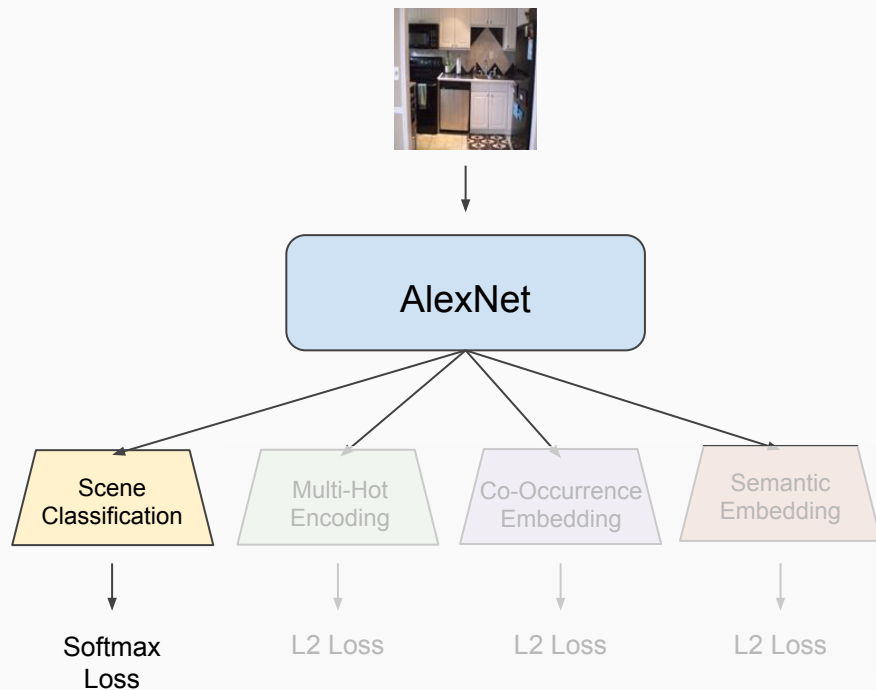 AlexNet
Scene
Classification
Multi-Hot
Encoding
Co-Occurrence
Embedding
Semantic
Embedding
Softmax
Loss
L2 Loss
L2 Loss
L2 Loss